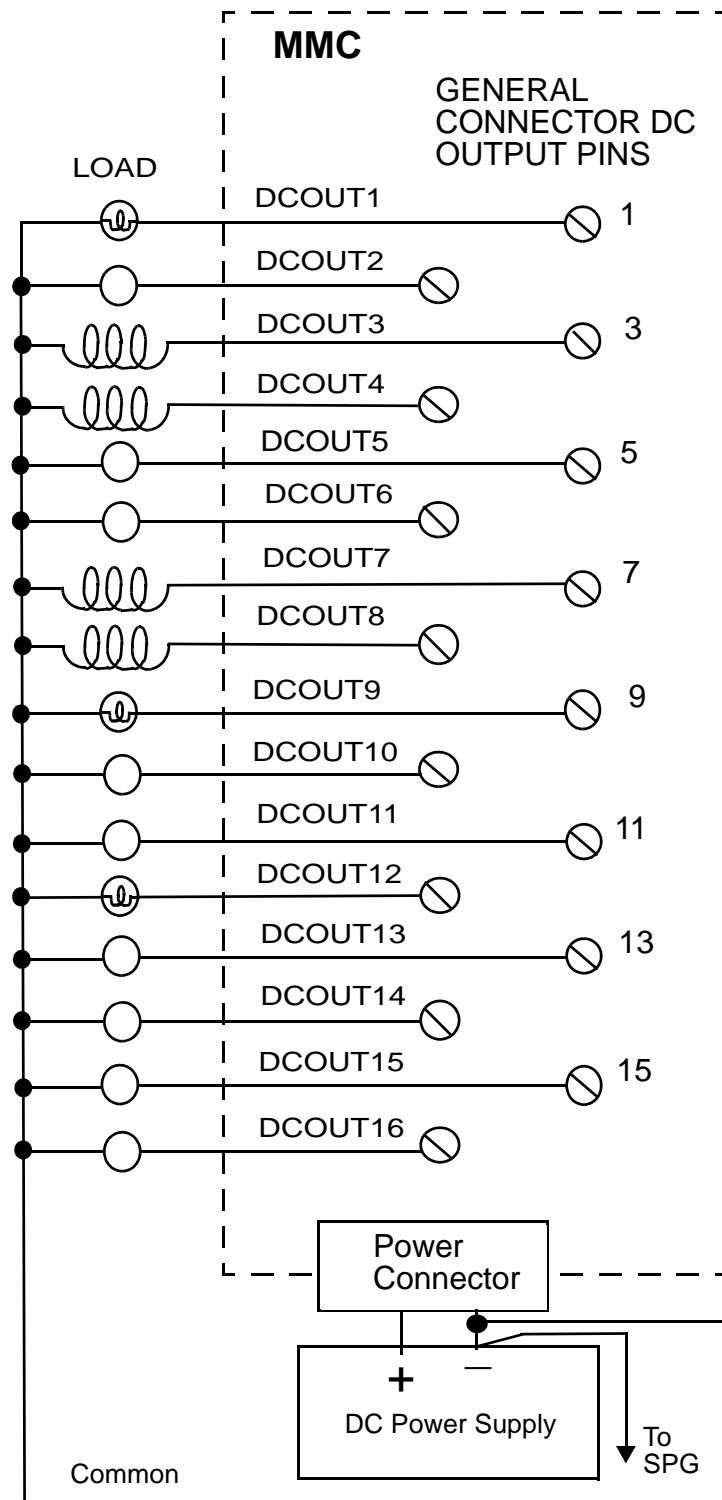 MMC
GENERAL
CONNECTOR DC
OUTPUT PINS
LOAD
DCOUT1
1
DCOUT2
DCOUT3
3
DCOUT4
DCOUT5
5
DCOUT6
DCOUT7
7
DCOUT8
DCOUT9
9
DCOUT10
DCOUT11
11
DCOUT12
DCOUT13
13
DCOUT14
DCOUT15
15
DCOUT16
Power
Connector
+ —
DC Power Supply
To
SPG
Common